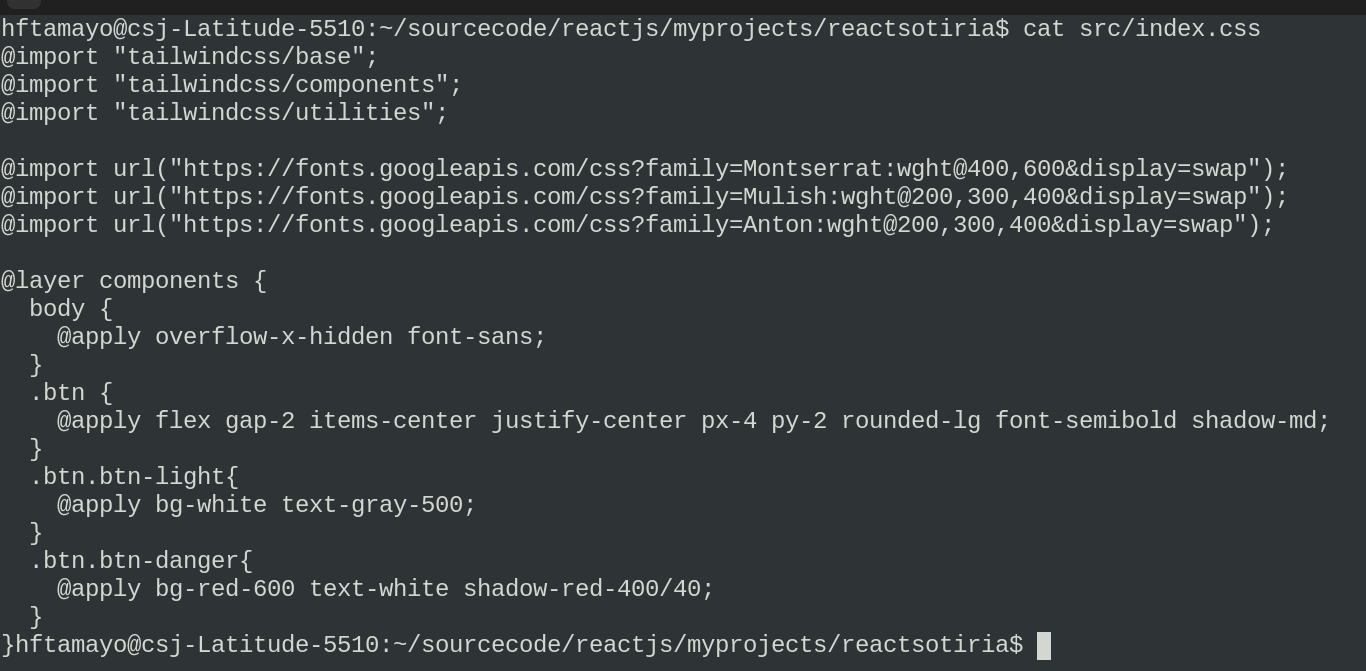 hftamayo@csj-Latitude-5510:~/sourcecode/reactjs/myprojects/reactsotiria$ cat src/index.css
@import "tailwindcss/base";
@import "tailwindcss/components";
@import "tailwindcss/utilities";

@import url("https://fonts.googleapis.com/css?family=Montserrat:wght@400,600&display=swap");
@import url("https://fonts.googleapis.com/css?family=Mulish:wght@200,300,400&display=swap");
@import url("https://fonts.googleapis.com/css?family=Anton:wght@200,300,400&display=swap");

@layer components {
  body {
    @apply overflow-x-hidden font-sans;
  }
  .btn {
    @apply flex gap-2 items-center justify-center px-4 py-2 rounded-lg font-semibold shadow-md;
  }
  .btn.btn-light{
    @apply bg-white text-gray-500;
  }
  .btn.btn-danger{
    @apply bg-red-600 text-white shadow-red-400/40;
  }
}hftamayo@csj-Latitude-5510:~/sourcecode/reactjs/myprojects/reactsotiria$